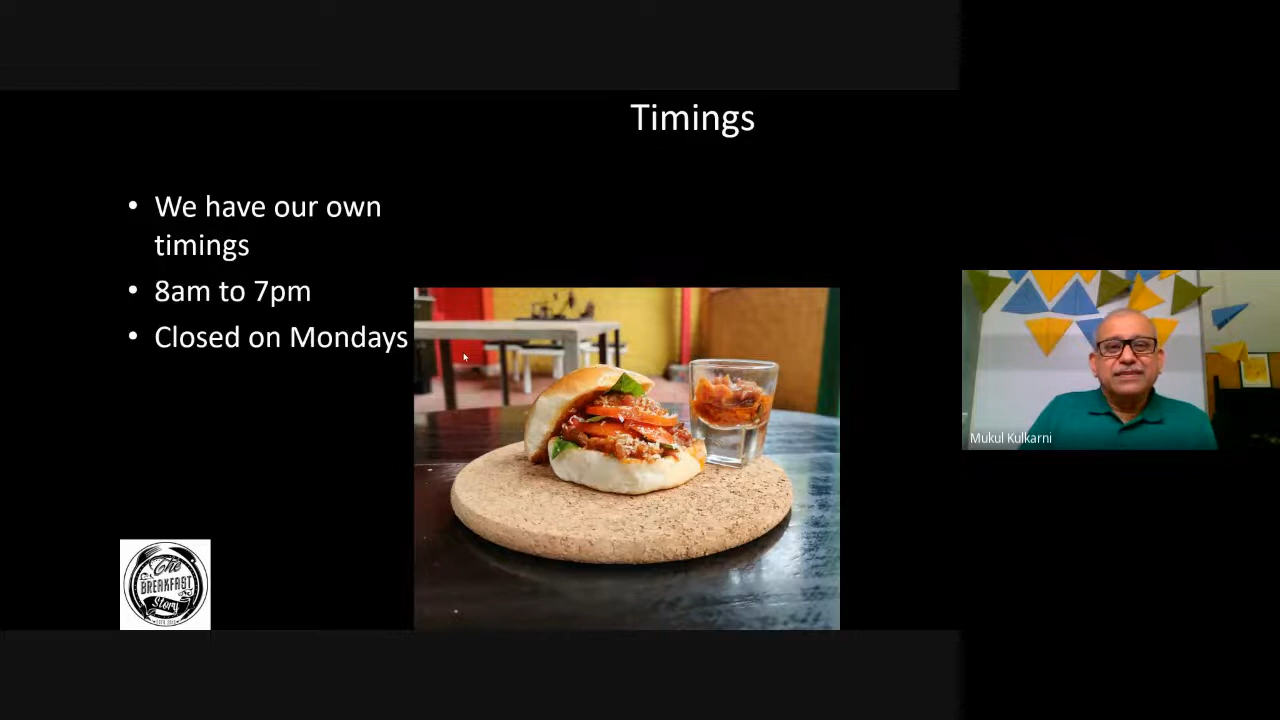 Timings
• We have our own
timings
• 8am to 7pm
• Closed on Mondays
Mukul Kulkarni
The
BREAKFAST
Story